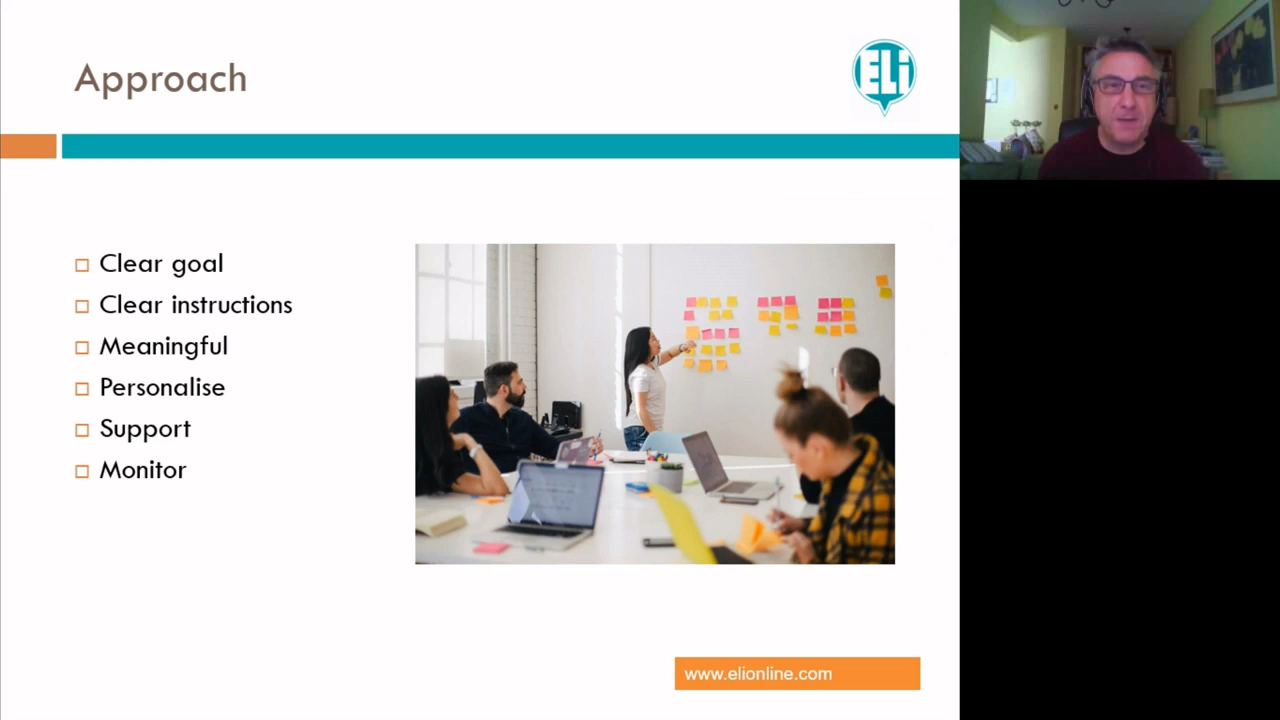 Approach
ELi
Clear goal
Clear instructions
Meaningful
Personalise
Support
Monitor
www.elionline.com